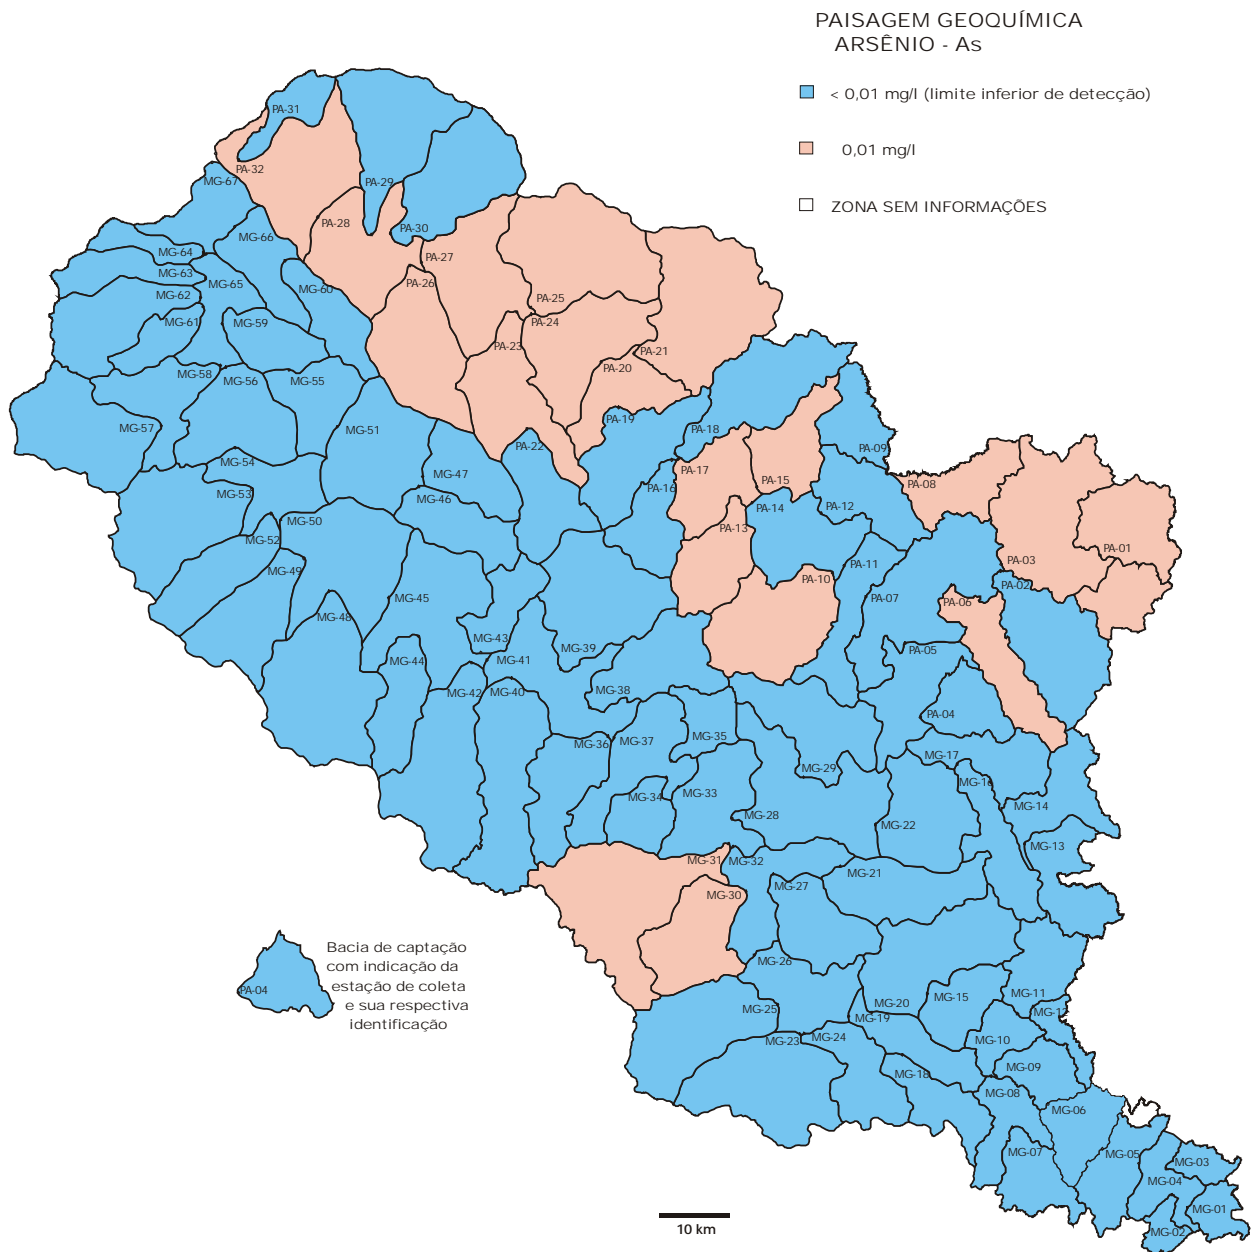 PAISAGEM GEOQUÍMICA
ARSÊNIO - As
< 0,01 mg/l (limite inferior de detecção)
0,01 mg/l
ZONA SEM INFORMAÇÕES
PA-31
PA-32
MG-67
PA-29
PA-28
PA-30
MG-66
MG-64
PA-27
MG-63
MG-65
PA-26
MG-60
MG-62
PA-25
MG-61
MG-59
PA-24
PA-23
PA-21
PA-20
MG-58
MG-56
MG-55
PA-19
MG-57
MG-51
PA-18
PA-22
PA-09
MG-54
MG-47
PA-17
PA-15
PA-16
PA-08
MG-53
MG-46
PA-14
PA-12
MG-50
PA-13
MG-52
PA-01
PA-03
PA-11
MG-49
PA-10
PA-02
MG-45
PA-07
PA-06
MG-48
MG-43
MG-39
PA-05
MG-44
MG-41
MG-42
MG-40
MG-38
PA-04
MG-36
MG-37
MG-35
MG-17
MG-29
MG-16
MG-34
MG-33
MG-14
MG-28
MG-22
MG-13
MG-31
MG-32
MG-21
MG-30
MG-27
Bacia de captação
com indicação da
estação de coleta
e sua respectiva
identificação
PA-04
MG-26
MG-25
MG-20
MG-15
MG-11
MG-19
MG-12
MG-23
MG-24
MG-10
MG-18
MG-09
MG-08
MG-06
MG-07
MG-05
MG-03
MG-04
MG-01
MG-02
10 km